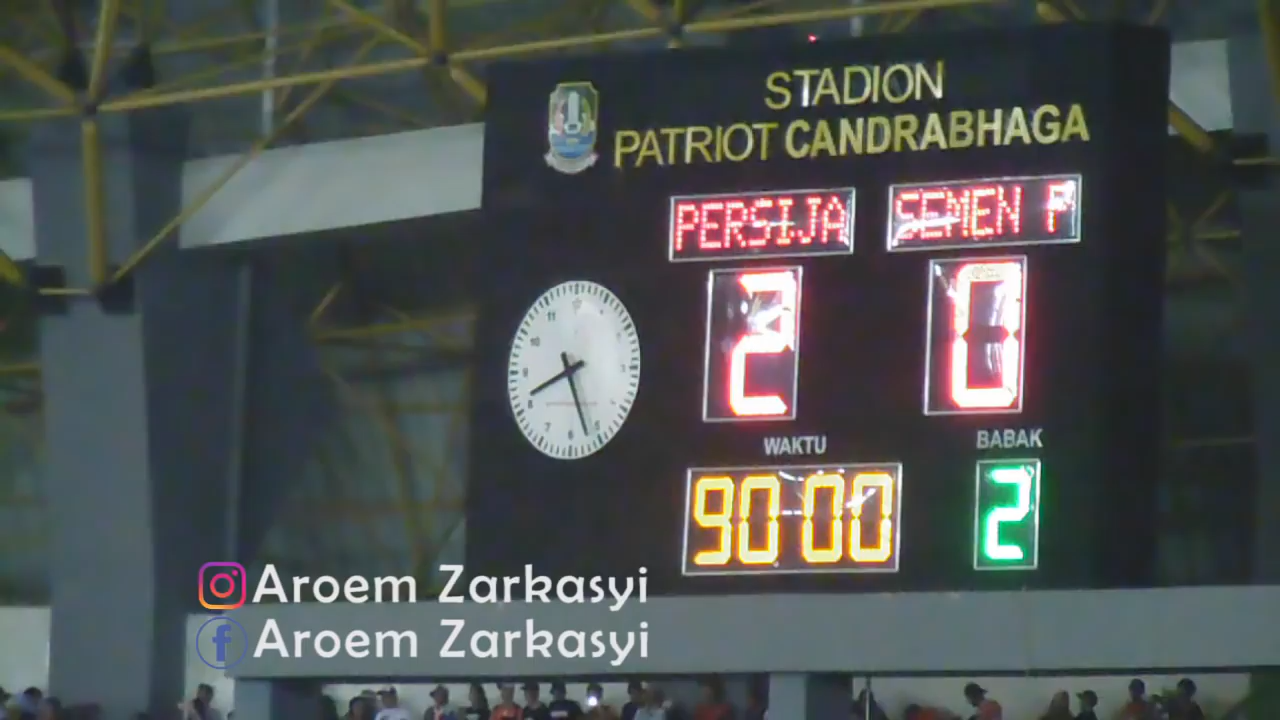 STADION
PATRIOT CANDRABHAGA
PERSIJA SEMEN P
2 0
WAKTU BABAK
90:00 2
Aroem Zarkasyi
Aroem Zarkasyi